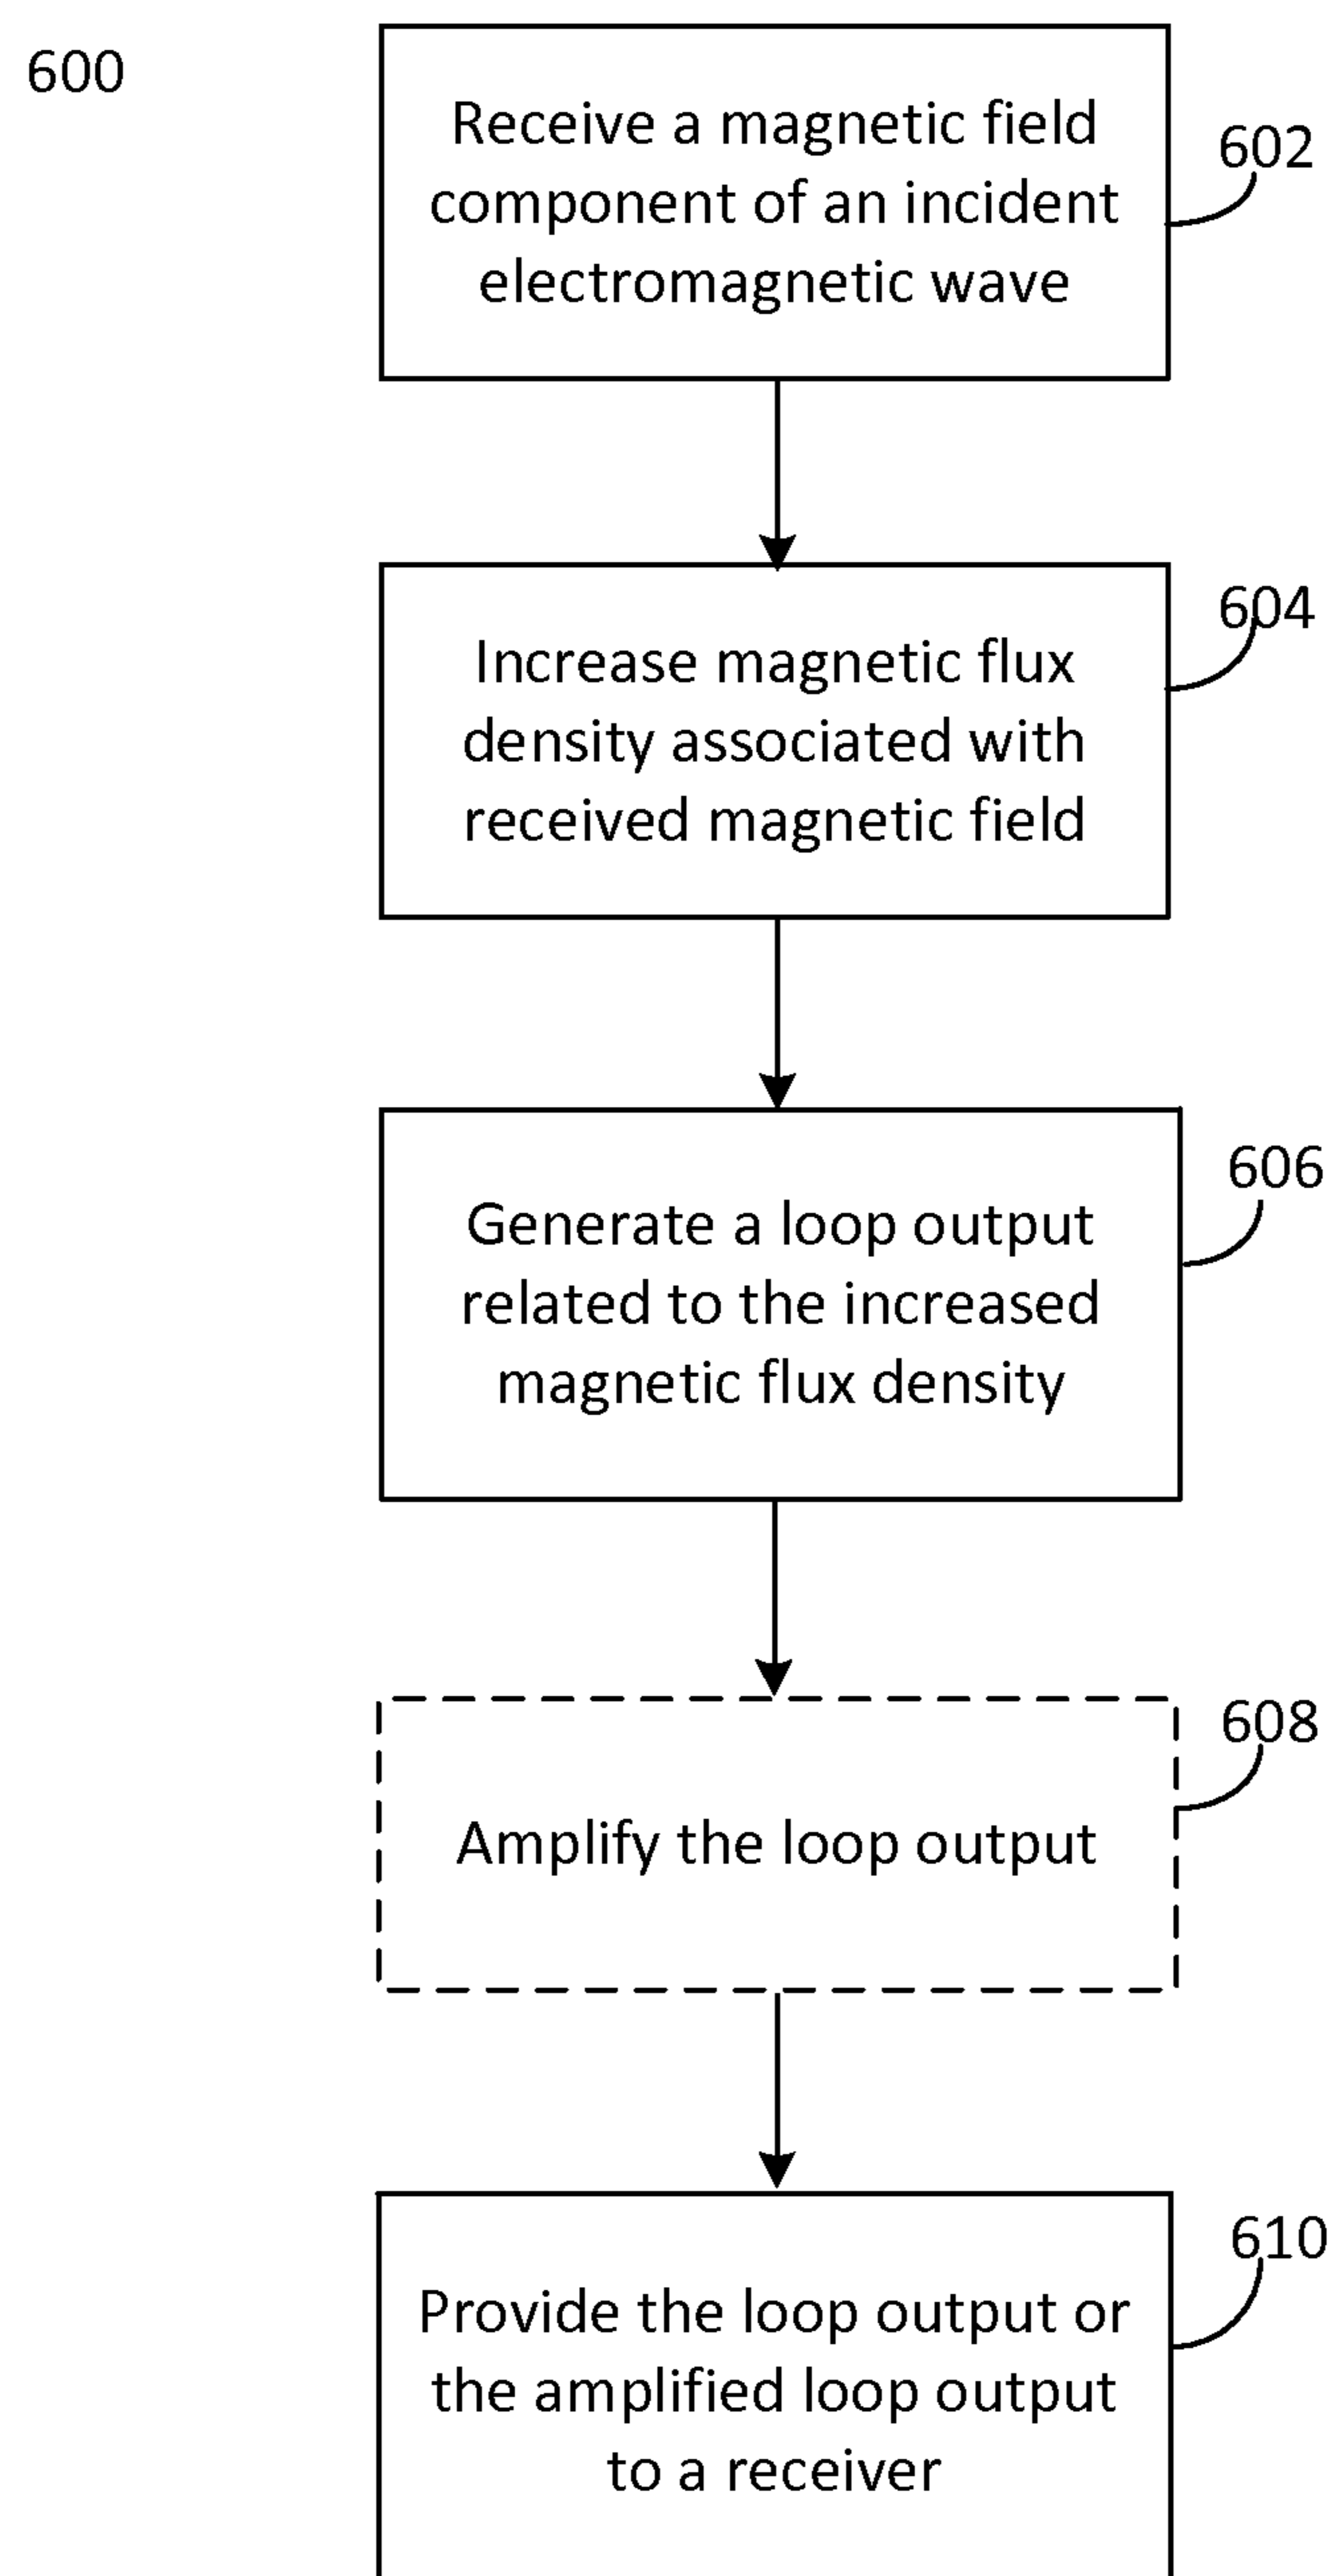 600
Receive a magnetic field
component of an incident
electromagnetic wave
602
Increase magnetic flux
density associated with
received magnetic field
604
Generate a loop output
related to the increased
magnetic flux density
606
Amplify the loop output
608
Provide the loop output or
the amplified loop output
to a receiver
610